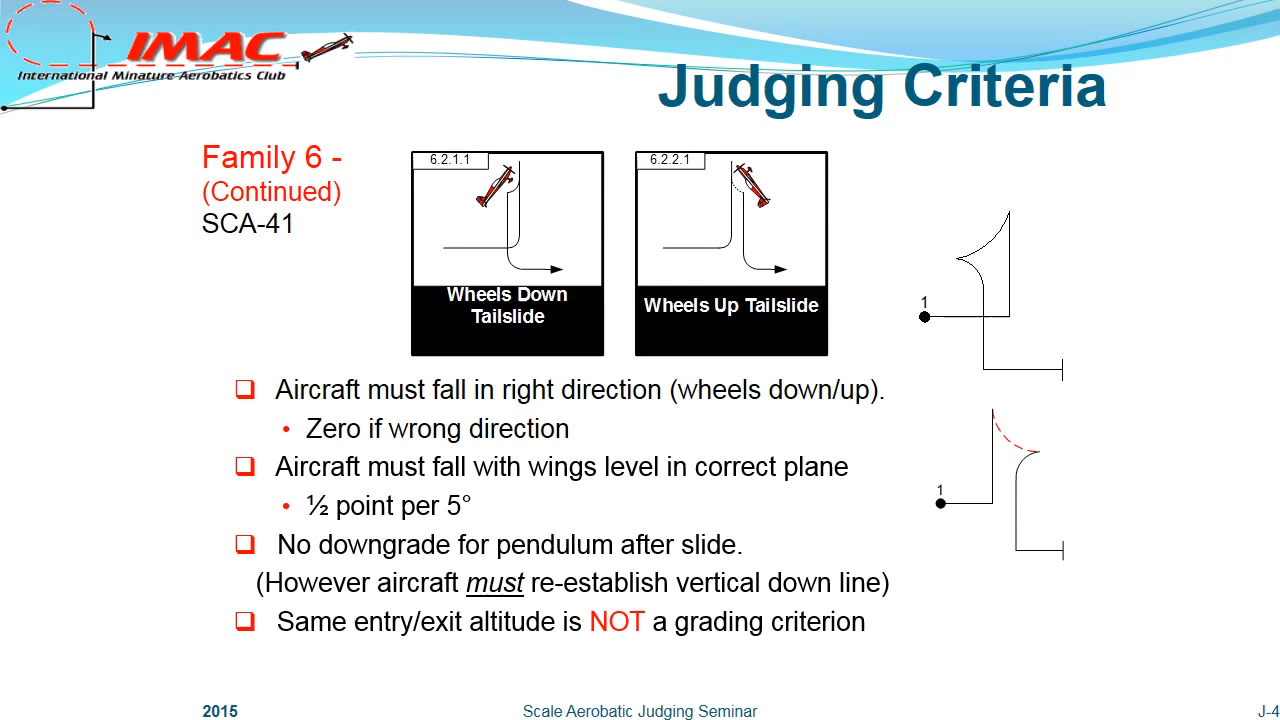 IMAC
International Minature Aerobatics Club
Judging Criteria
Family 6 -
(Continued)
SCA-41
6.2.1.1
Wheels Down
Tailslide
6.2.2.1
Wheels Up Tailslide
1
1
Aircraft must fall in right direction (wheels down/up).
• Zero if wrong direction
Aircraft must fall with wings level in correct plane
• ½ point per 5°
No downgrade for pendulum after slide.
(However aircraft must re-establish vertical down line)
Same entry/exit altitude is NOT a grading criterion
2015
Scale Aerobatic Judging Seminar
J-4